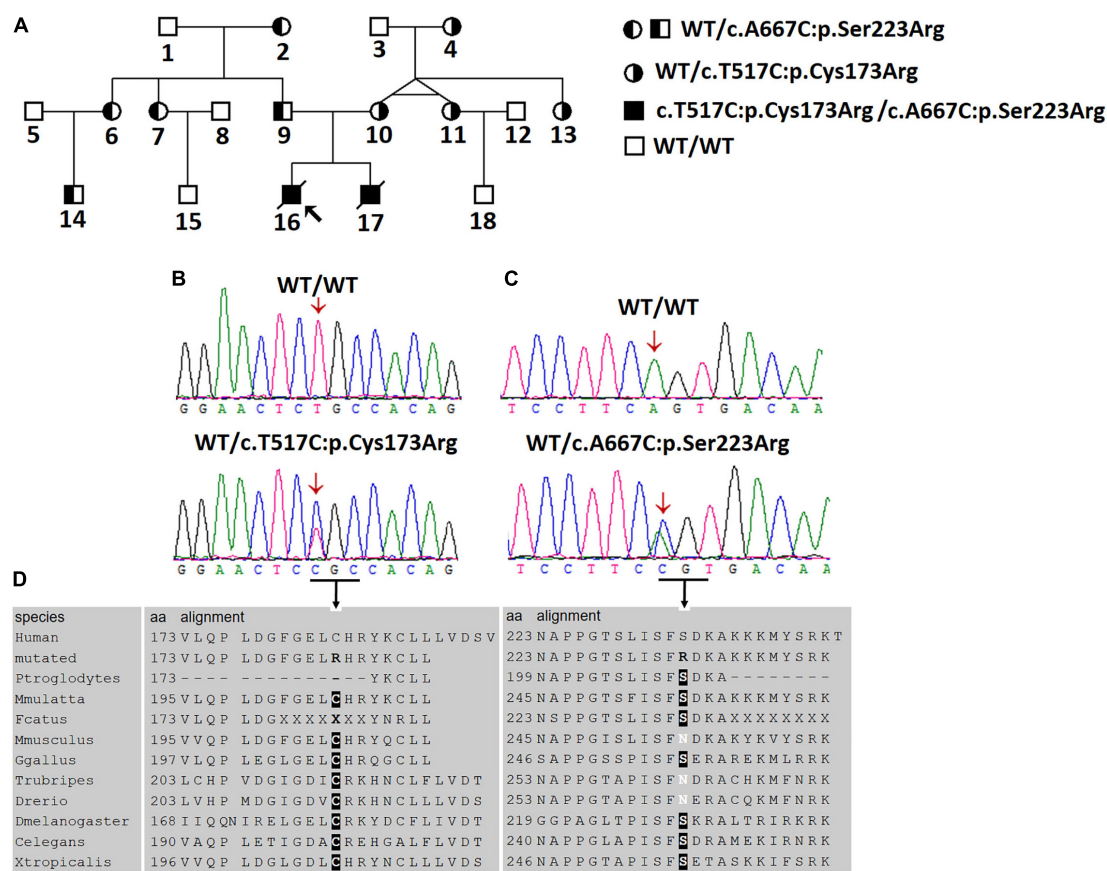 A
1 2 3 4
WT/c.A667C:p.Ser223Arg
WT/c.T517C:p.Cys173Arg
c.T517C:p.Cys173Arg/c.A667C:p.Ser223Arg
WT/WT
5 6 7 8 9 10 11 12 13
14 15 16 17 18
B
WT/WT
G G A A C T C T G C C A C A G
WT/c.T517C:p.Cys173Arg
G G A A C T C C G C C A C A G
C
WT/WT
T C C T T C A G T G A C A A
WT/c.A667C:p.Ser223Arg
T C C T T C C G T G A C A A
D
species aa alignment aa alignment
Human 173 V L Q P L D G F G E L C H R Y K C L L L V D S V 223 N A P P G T S L I S F S D K A K K K M Y S R K T
mutated 173 V L Q P L D G F G E L R H R Y K C L L 223 N A P P G T S L I S F R D K A K K K M Y S R K
Ptroglodytes 173 - - - - - - - - - - - - - - Y K C L L 199 N A P P G T S L I S F S D K A - - - - - - - -
Mmulatta 195 V L Q P L D G F G E L C H R Y K C L L 245 N A P P G T S F I S F S D K A K K K M Y S R K
Fcatus 173 V L Q P L D G X X X X X X X Y N R L L 223 N S P P G T S L I S F S D K A X X X X X X X X
Mmusculus 195 V V Q P L D G F G E L C H R Y Q C L L 245 N A P P G I S L I S F N D K A K Y K V Y S R K
Ggallus 197 V L Q P L E G L G E L C H R Q G C L L 246 S A P P G S S P I S F S E R A R E K M L R R K
Trubripes 203 L C H P V D G I G D I C R K H N C L F L V D T 253 N A P P G T A P I S F N D R A C H K M F N R K
Drerio 203 L V H P M D G I G D V C R K H N C L L L V D S 253 N A P P G T A P I S F N E R A C Q K M F N R K
Dmelanogaster 168 I I Q Q N I R E L G E L C R K Y D C F L I V D T 219 G G P A G L T P I S F S K R A L T R I R K R K
Celegans 190 V A Q P L E T I G D A C R E H G A L F L V D T 240 N A P P G L A P I S F S D R A M E K I R N R K
Xtropicalis 196 V V Q P L D G L G D L C H R Y N C L L L V D S 246 N A P P G T A P I S F S E T A S K K I F S R K